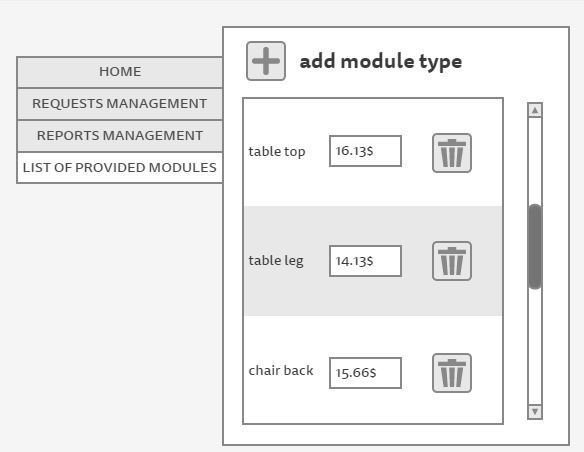 HOME
REQUESTS MANAGEMENT
REPORTS MANAGEMENT
LIST OF PROVIDED MODULES
add module type
table top 16.13$
table leg 14.13$
chair back 15.66$